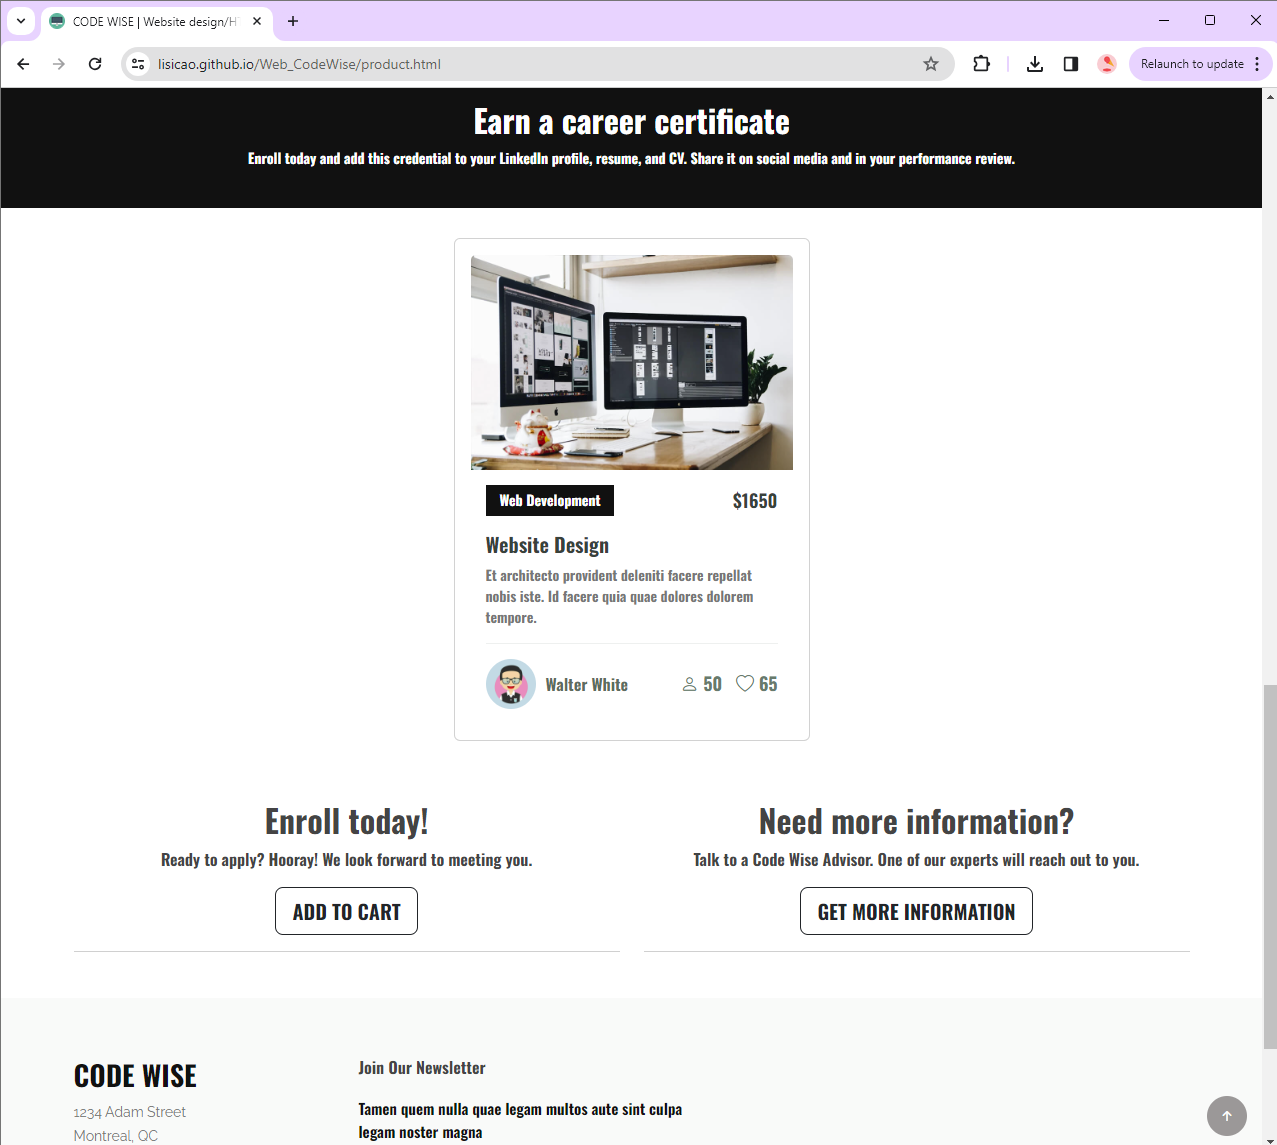 CODE WISE | Website design/H
lisicao.github.io/Web_CodeWise/product.html
Relaunch to update
Earn a career certificate
Enroll today and add this credential to your LinkedIn profile, resume, and CV. Share it on social media and in your performance review.
Web Development
$1650
Website Design
Et architecto provident deleniti facere repellat
nobis iste. Id facere quia quae dolores dolorem
tempore.
Walter White
50
65
Enroll today!
Ready to apply? Hooray! We look forward to meeting you.
ADD TO CART
Need more information?
Talk to a Code Wise Advisor. One of our experts will reach out to you.
GET MORE INFORMATION
CODE WISE
1234 Adam Street
Montreal, QC
Join Our Newsletter
Tamen quem nulla quae legam multos aute sint culpa
legam noster magna